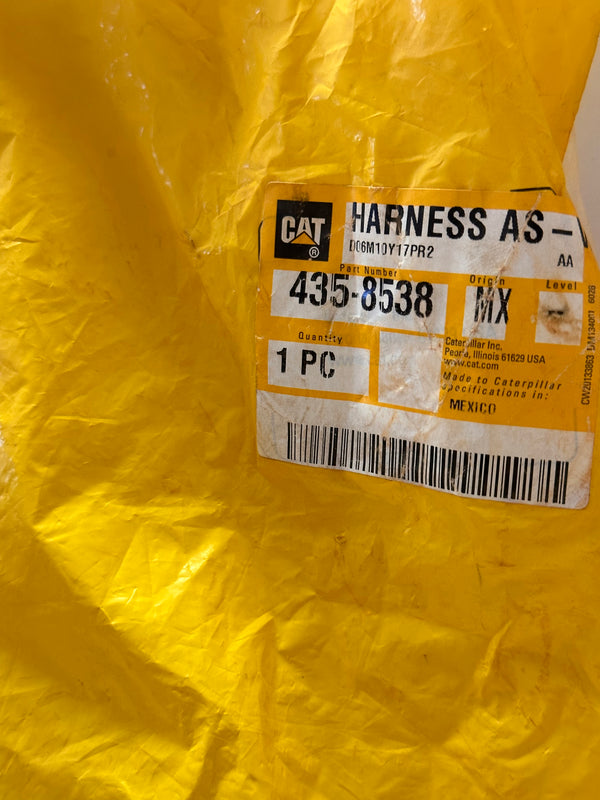 CAT
®
HARNESS AS-
D06M10Y17PR2
AA
Part Number
435-8538
Origin
MX
Level
Quantity
1 PC
Caterpillar Inc.
Peoria, Illinois 61629 USA
www.cat.com
Made to Caterpillar
specifications in:
MEXICO
6026